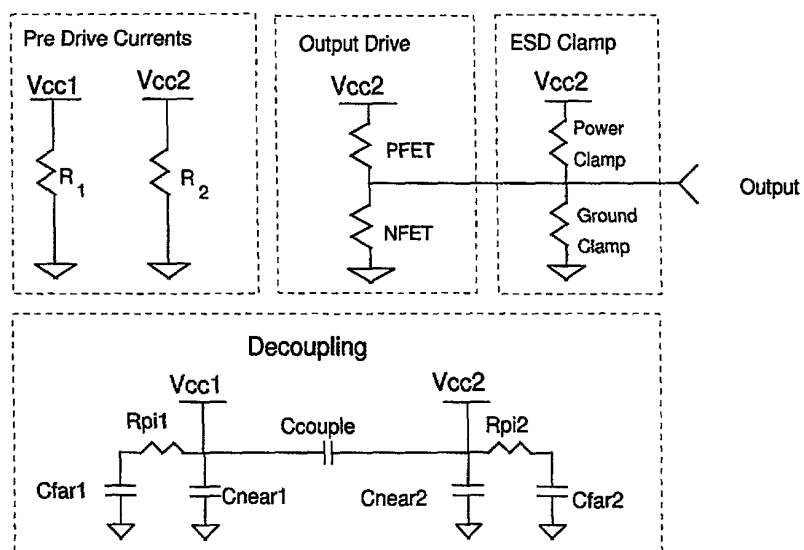 Pre Drive Currents
Vcc1
Vcc2
R1
R2
Output Drive
Vcc2
PFET
NFET
ESD Clamp
Vcc2
Power
Clamp
Ground
Clamp
Output
Decoupling
Vcc1
Vcc2
Rpi1
Ccouple
Rpi2
Cfar1
Cnear1
Cnear2
Cfar2